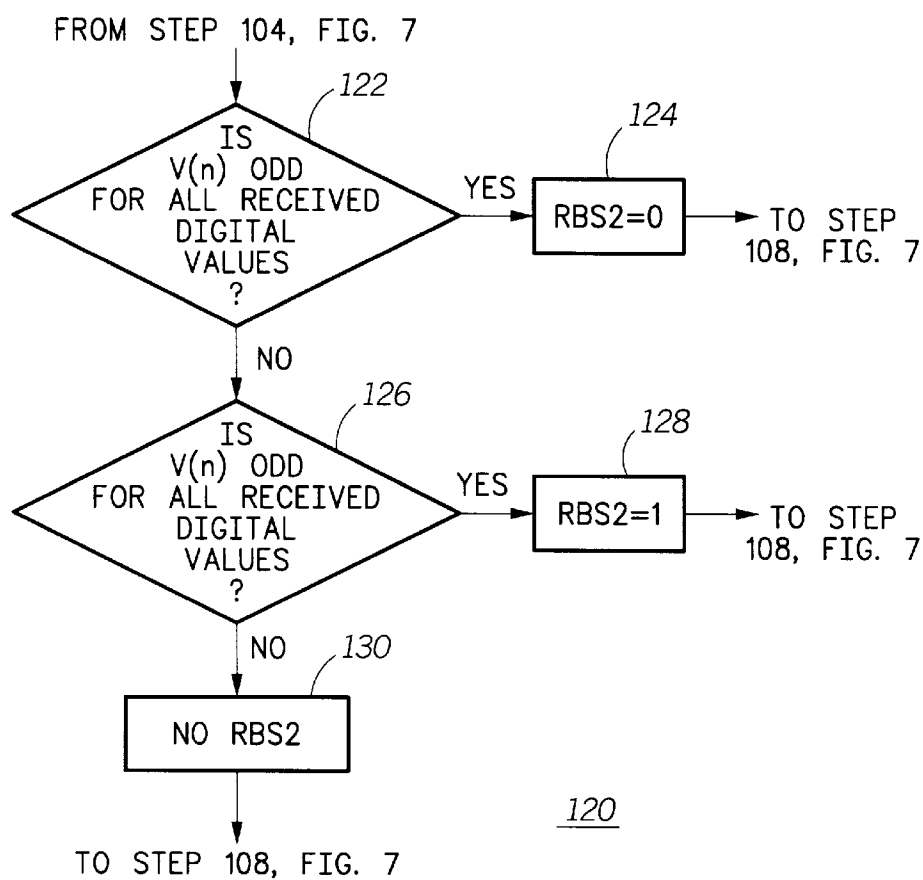 FROM STEP 104, FIG. 7
122
IS
V(n) ODD
FOR ALL RECEIVED
DIGITAL
VALUES
?
YES
124
RBS2=0
TO STEP
108, FIG. 7
NO
126
IS
V(n) ODD
FOR ALL RECEIVED
DIGITAL
VALUES
?
YES
128
RBS2=1
TO STEP
108, FIG. 7
NO
130
NO RBS2
120
TO STEP 108, FIG. 7